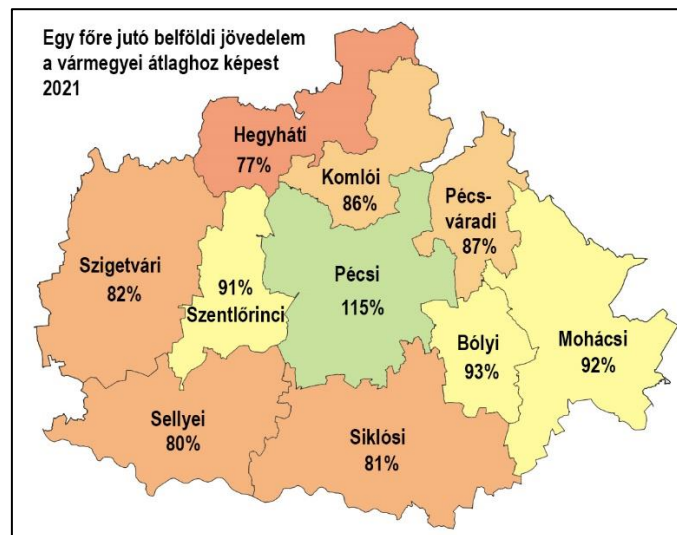 Egy főre jutó belföldi jövedelem
a vármegyei átlaghoz képest
2021
Hegyháti
77%
Komlói
86%
Pécs-
váradi
87%
Szigetvári
82%
91%
Szentlőrinci
Pécsi
115%
Bólyi
93%
Mohácsi
92%
Sellyei
80%
Siklósi
81%